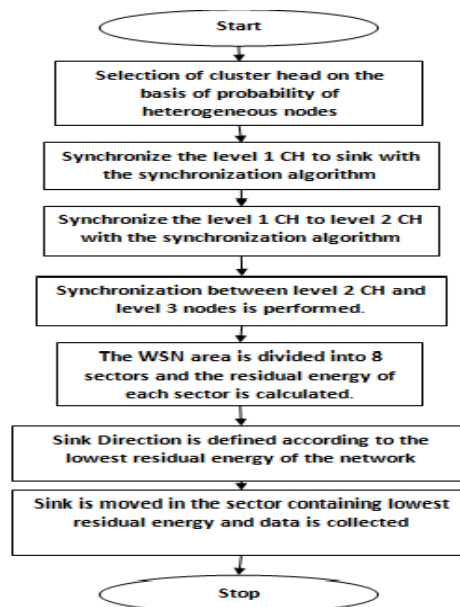 Start
Selection of cluster head on the
basis of probability of
heterogeneous nodes
Synchronize the level 1 CH to sink with
the synchronization algorithm
Synchronize the level 1 CH to level 2 CH
with the synchronization algorithm
Synchronization between level 2 CH and
level 3 nodes is performed.
The WSN area is divided into 8
sectors and the residual energy of
each sector is calculated.
Sink Direction is defined according to the
lowest residual energy of the network
Sink is moved in the sector containing lowest
residual energy and data is collected
Stop